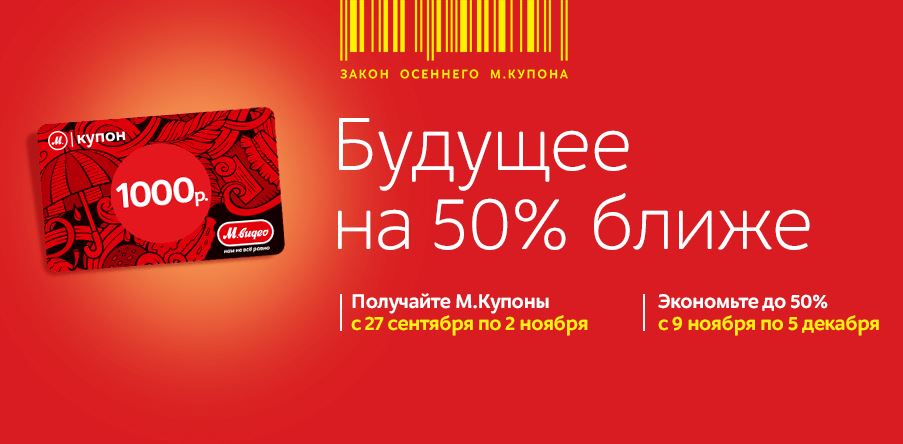 ЗАКОН ОСЕННЕГО М.КУПОНА
М | купон
1000р.
М.видео
нам не всё равно
Будущее
на 50% ближе
Получайте М.Купоны
с 27 сентября по 2 ноября
Экономьте до 50%
с 9 ноября по 5 декабря